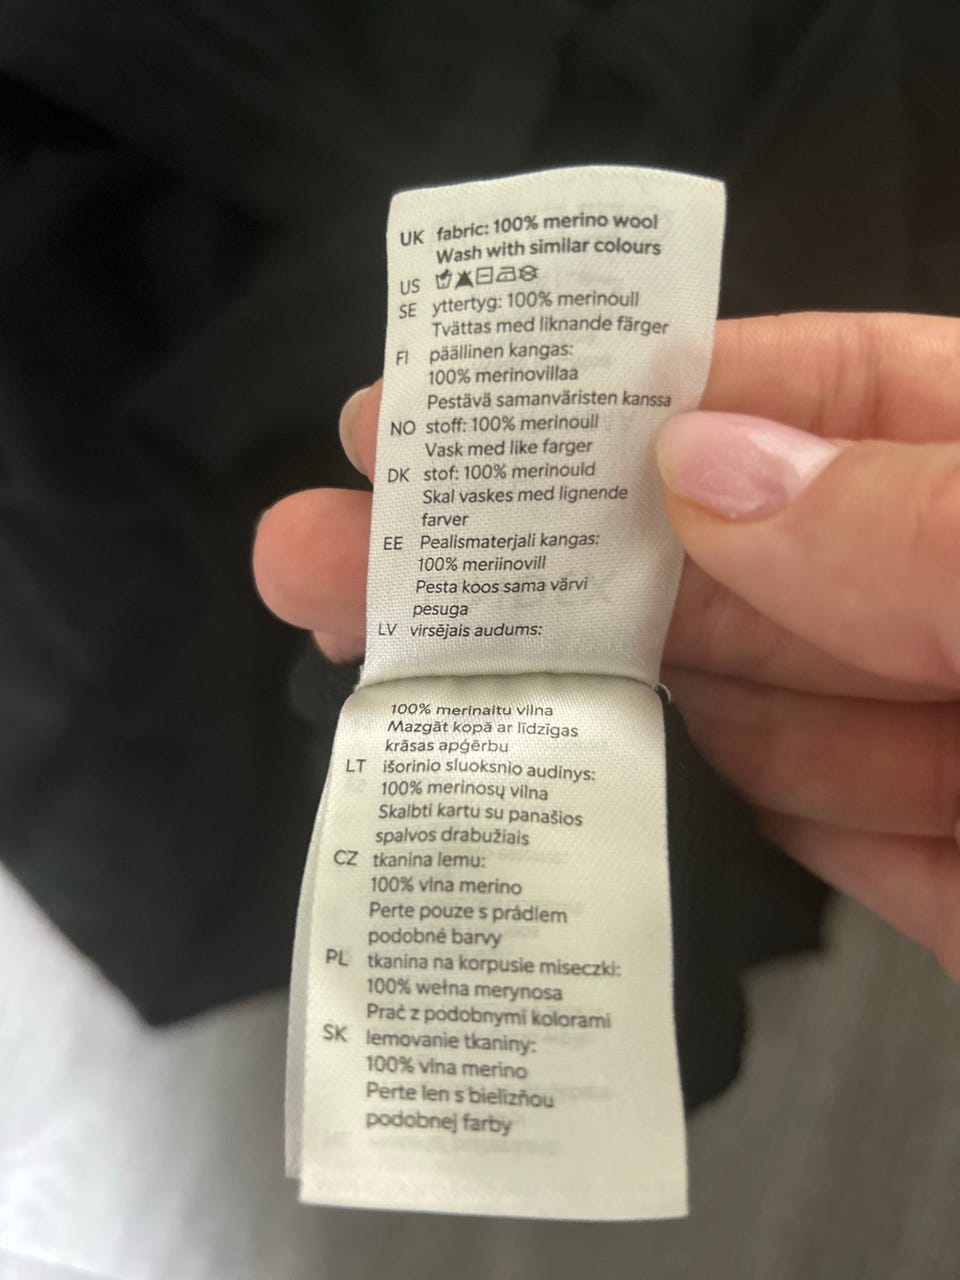 UK fabric: 100% merino wool
Wash with similar colours
US
SE yttertyg: 100% merinoull
Tvättas med liknande färger
FI päällinen kangas:
100% merinovillaa
Pestävä samanväristen kanssa
NO stoff: 100% merinoull
Vask med like farger
DK stof: 100% merinould
Skal vaskes med lignende
farver
EE Pealismaterjali kangas:
100% meriinovill
Pesta koos sama värvi
pesuga
LV virsējais audums:
100% merinaitu vilna
Mazgāt kopā ar līdzīgas
krāsas apģērbu
LT išorinio sluoksnio audinys:
100% merinosų vilna
Skalbti kartu su panašios
spalvos drabužiais
CZ tkanina lemu:
100% vlna merino
Perte pouze s prádlem
podobné barvy
PL tkanina na korpusie miseczki:
100% wełna merynosa
Prać z podobnymi kolorami
SK lemovanie tkaniny:
100% vlna merino
Perte len s bielizňou
podobnej farby